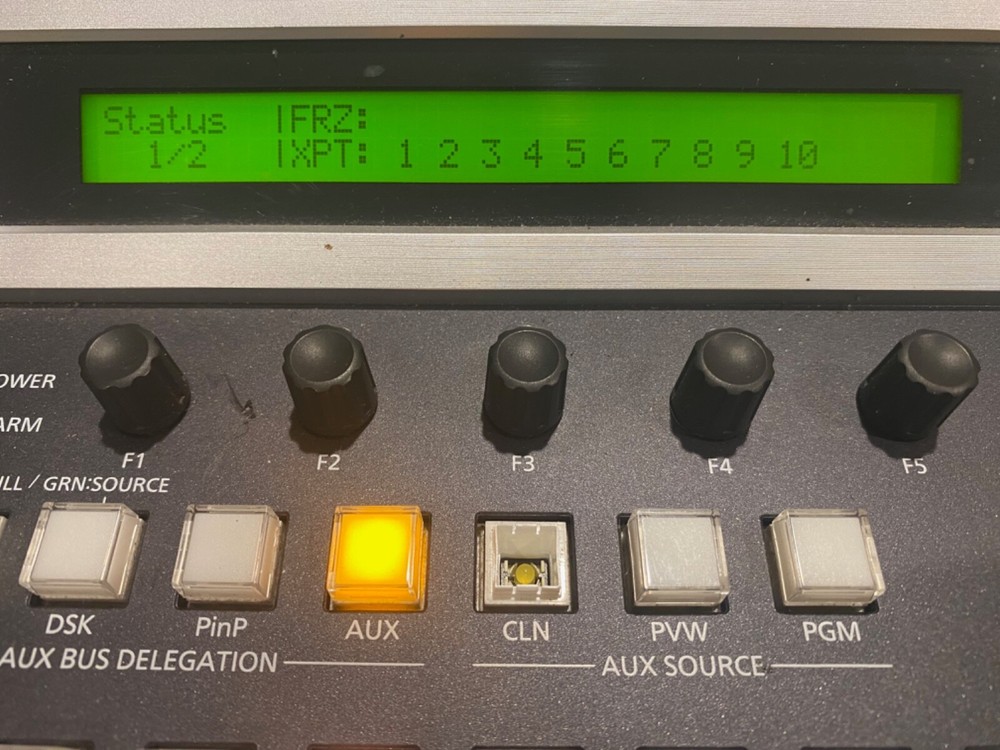 Status |FRZ:
1/2 |XPT: 1 2 3 4 5 6 7 8 9 10
OWER
ARM
F1 F2 F3 F4 F5
ILL / GRN:SOURCE
DSK PinP AUX CLN PVW PGM
AUX BUS DELEGATION AUX SOURCE